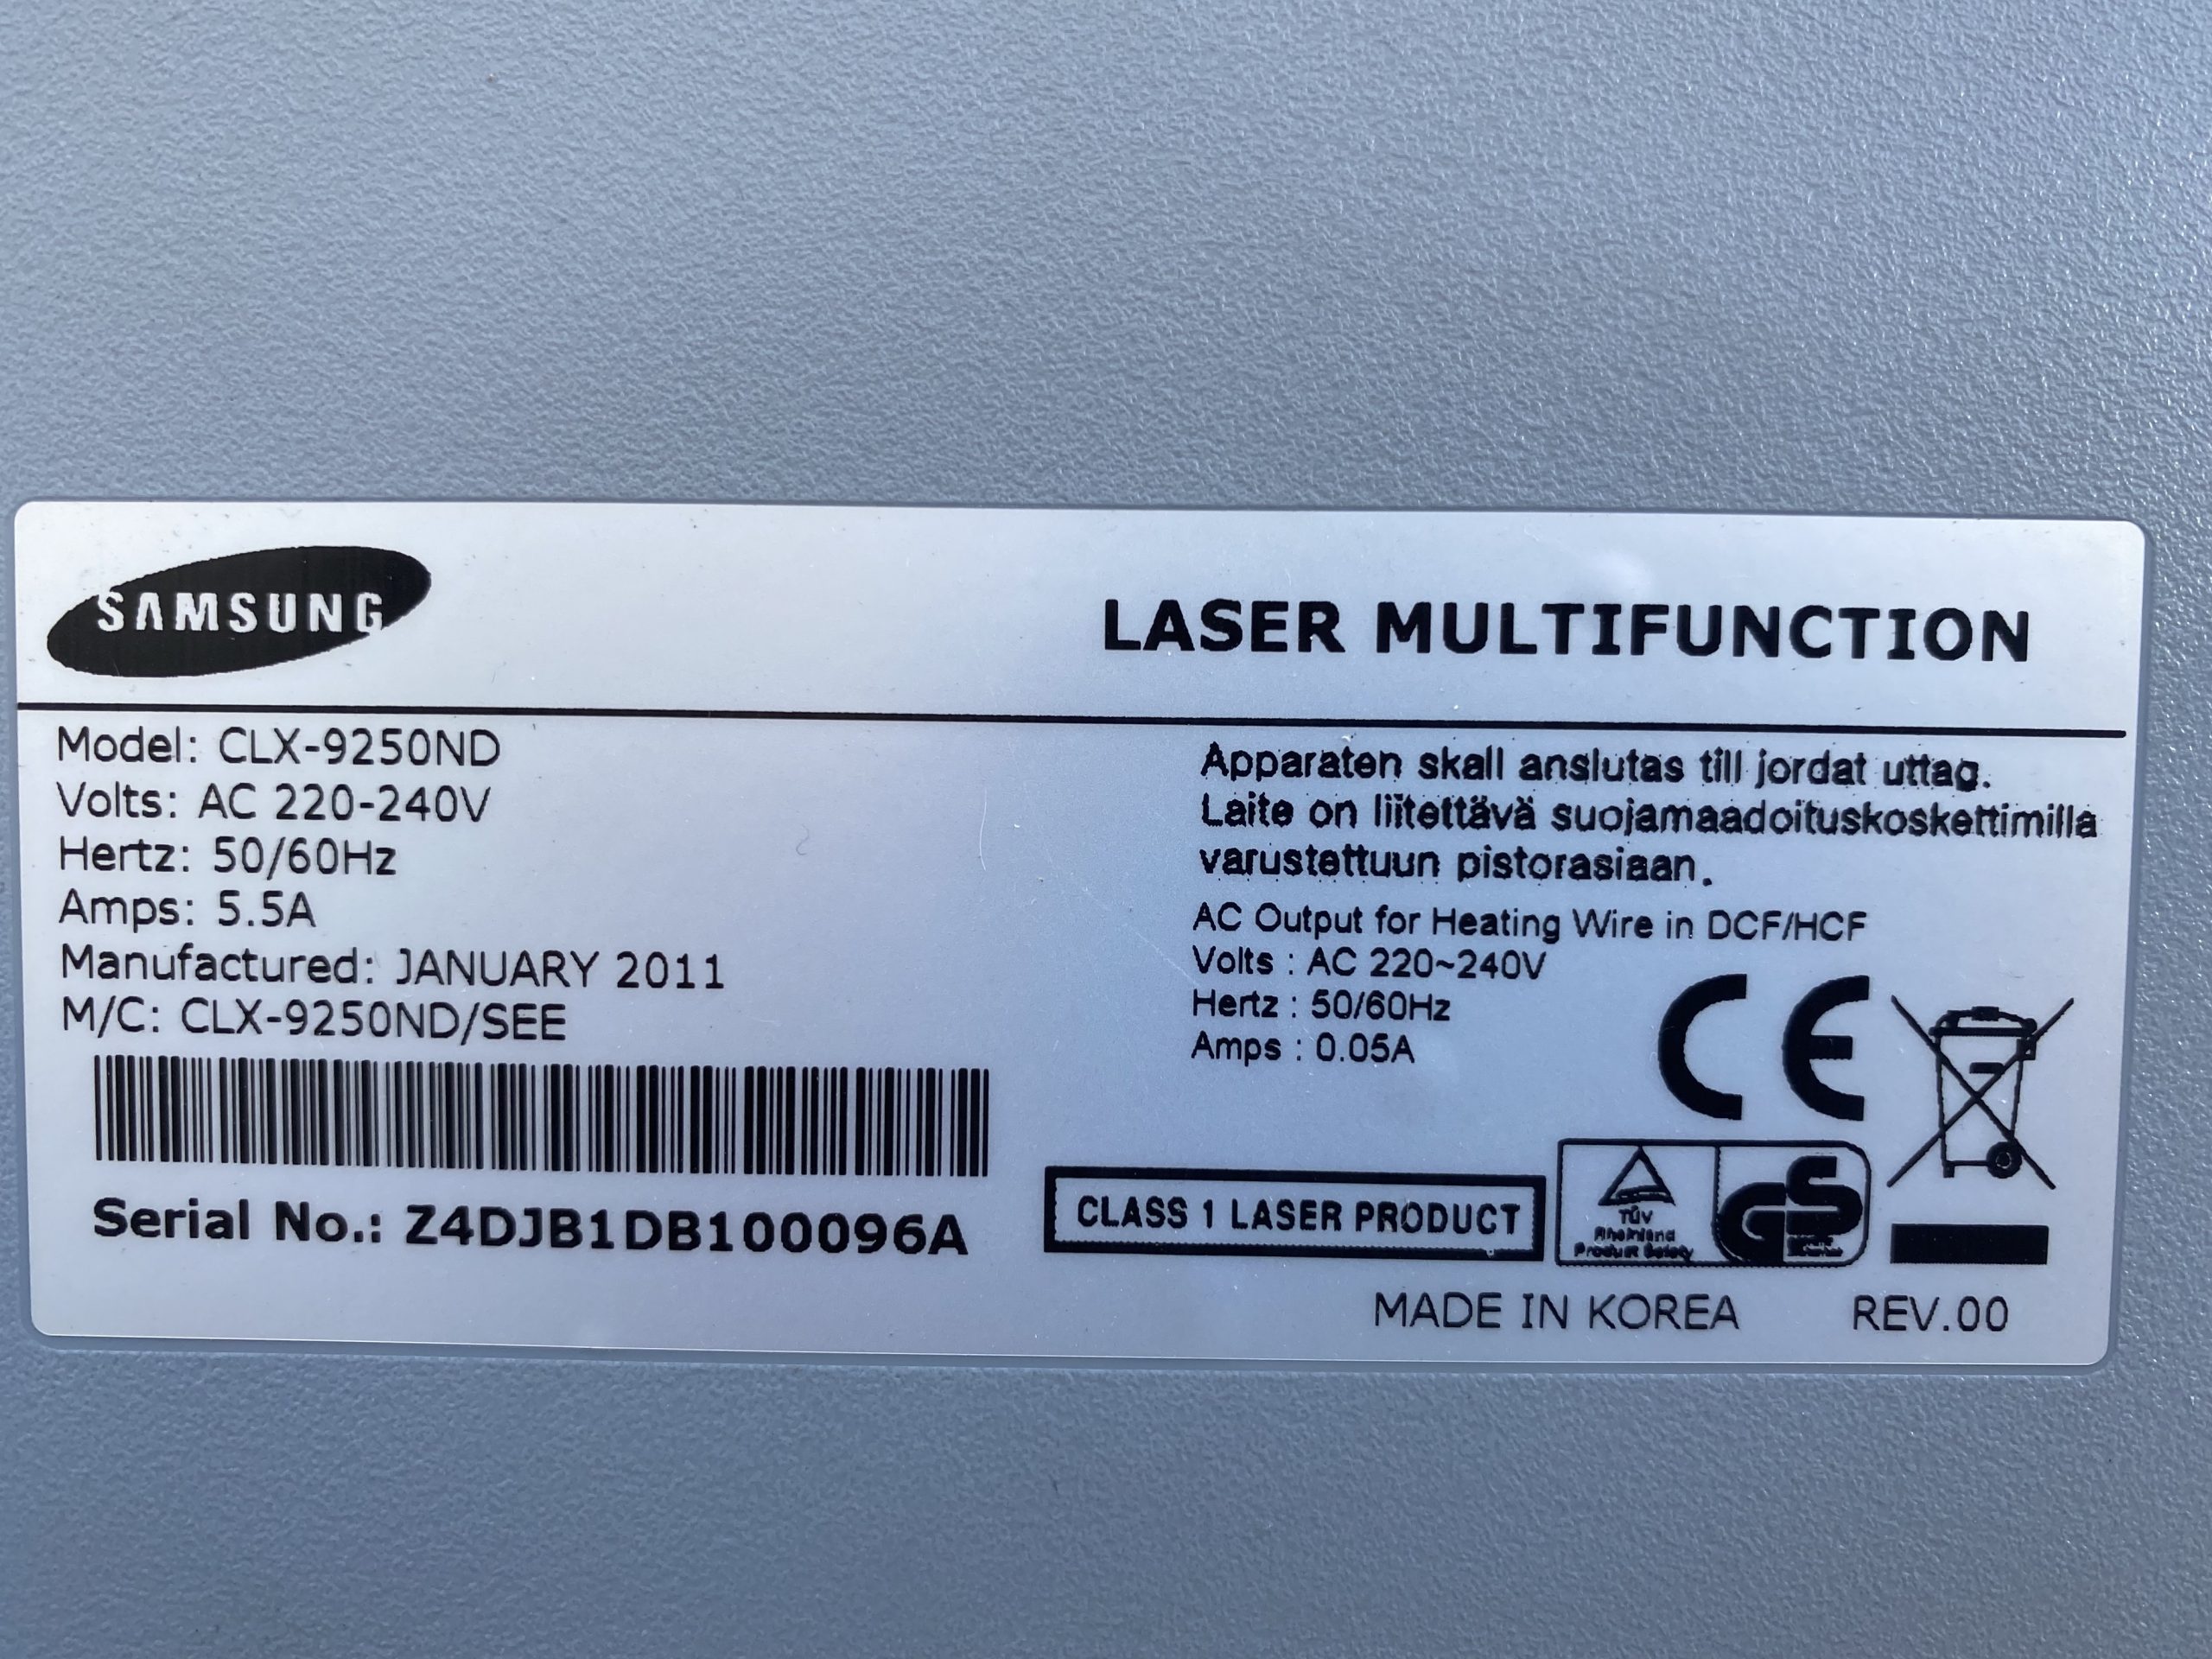 SAMSUNG
LASER MULTIFUNCTION
Model: CLX-9250ND
Volts: AC 220-240V
Hertz: 50/60Hz
Amps: 5.5A
Manufactured: JANUARY 2011
M/C: CLX-9250ND/SEE
Serial No.: Z4DJB1DB100096A
Apparaten skall anslutas till jordat uttag.
Laite on liitettävä suojamaadoituskoskettimilla
varustettuun pistorasiaan.
AC Output for Heating Wire in DCF/HCF
Volts : AC 220~240V
Hertz : 50/60Hz
Amps : 0.05A
CE
CLASS 1 LASER PRODUCT
TÜV
Rheinland
Product Safety
GS
MADE IN KOREA REV.00